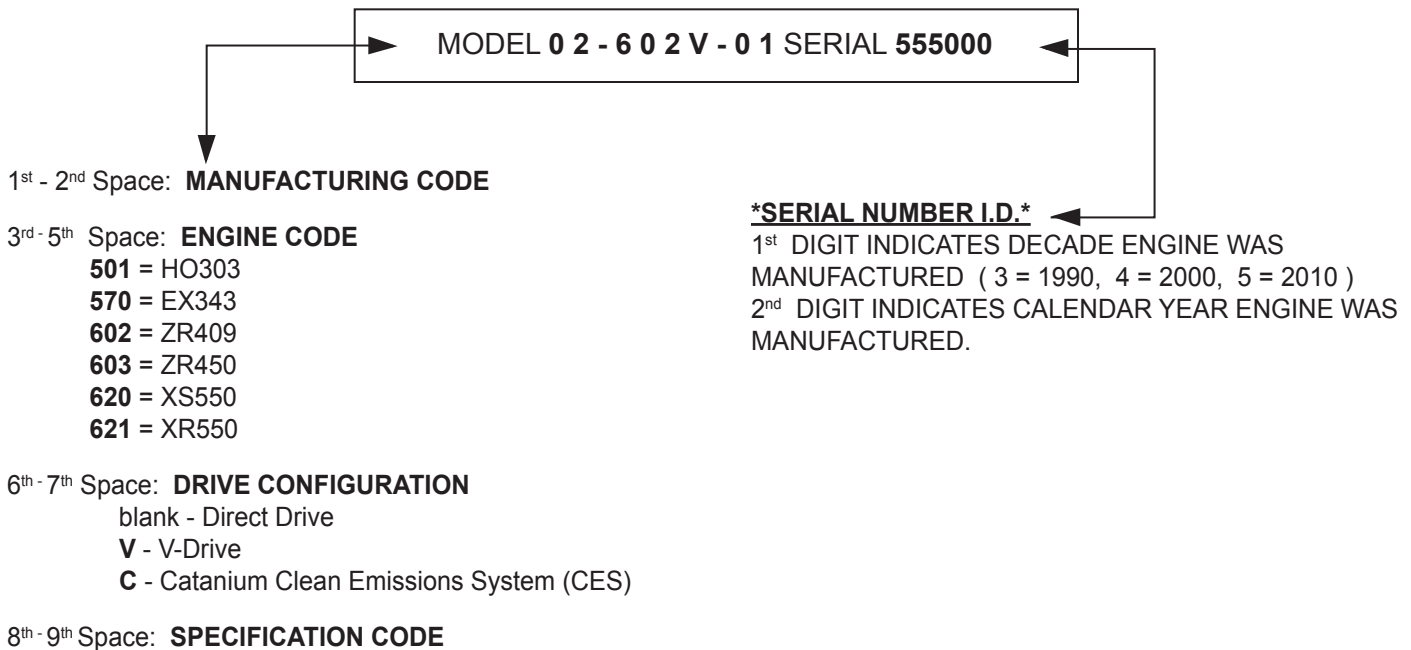 MODEL 0 2 - 6 0 2 V - 0 1 SERIAL 555000
1st - 2nd Space: MANUFACTURING CODE
3rd - 5th Space: ENGINE CODE
501 = HO303
570 = EX343
602 = ZR409
603 = ZR450
620 = XS550
621 = XR550
6th - 7th Space: DRIVE CONFIGURATION
blank - Direct Drive
V - V-Drive
C - Catanium Clean Emissions System (CES)
8th - 9th Space: SPECIFICATION CODE
*SERIAL NUMBER I.D.*
1st DIGIT INDICATES DECADE ENGINE WAS
MANUFACTURED ( 3 = 1990, 4 = 2000, 5 = 2010 )
2nd DIGIT INDICATES CALENDAR YEAR ENGINE WAS
MANUFACTURED.